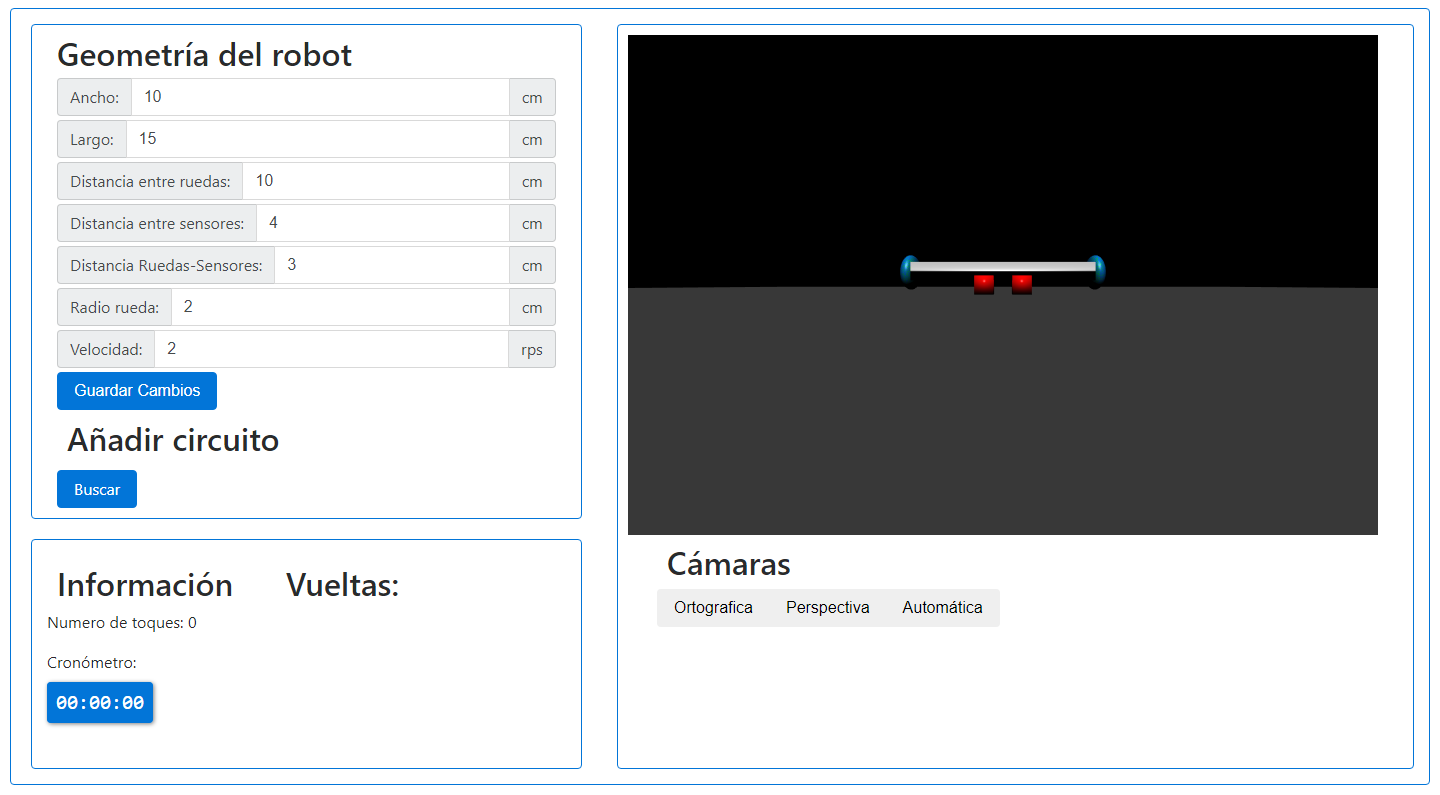 Geometría del robot
Ancho: 10 cm
Largo: 15 cm
Distancia entre ruedas: 10 cm
Distancia entre sensores: 4 cm
Distancia Ruedas-Sensores: 3 cm
Radio rueda: 2 cm
Velocidad: 2 rps
Guardar Cambios
Añadir circuito
Buscar
Información Vueltas:
Numero de toques: 0
Cronómetro:
00:00:00
Cámaras
Ortografica Perspectiva Automática